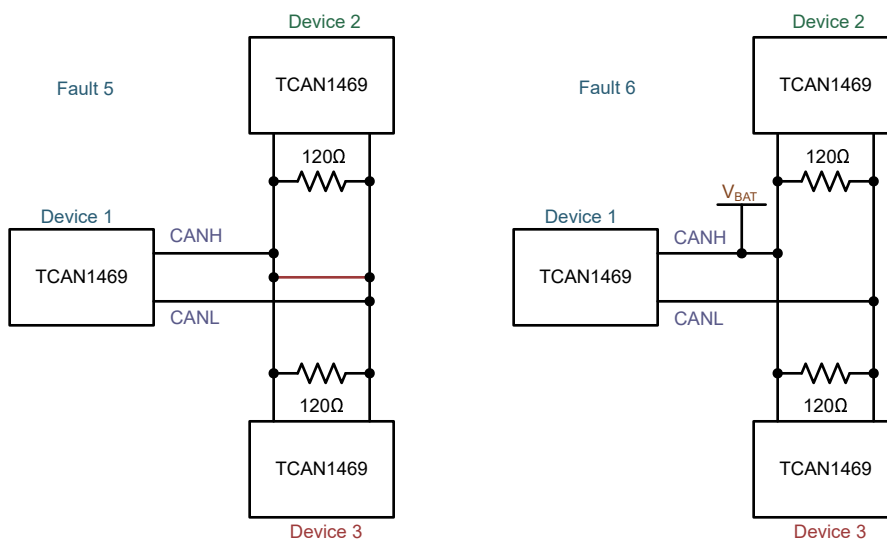 Device 2
TCAN1469
Fault 5
120Ω
Device 1
CANH
TCAN1469
CANL
120Ω
TCAN1469
Device 3
Device 2
TCAN1469
Fault 6
120Ω
VBAT
Device 1
CANH
TCAN1469
CANL
120Ω
TCAN1469
Device 3